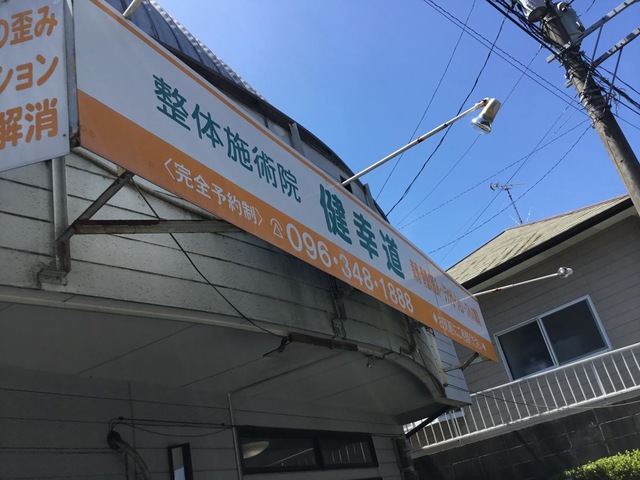 の歪み
ション
解消
整体施術院 健幸道
〈完全予約制〉 ☎096・348・1888